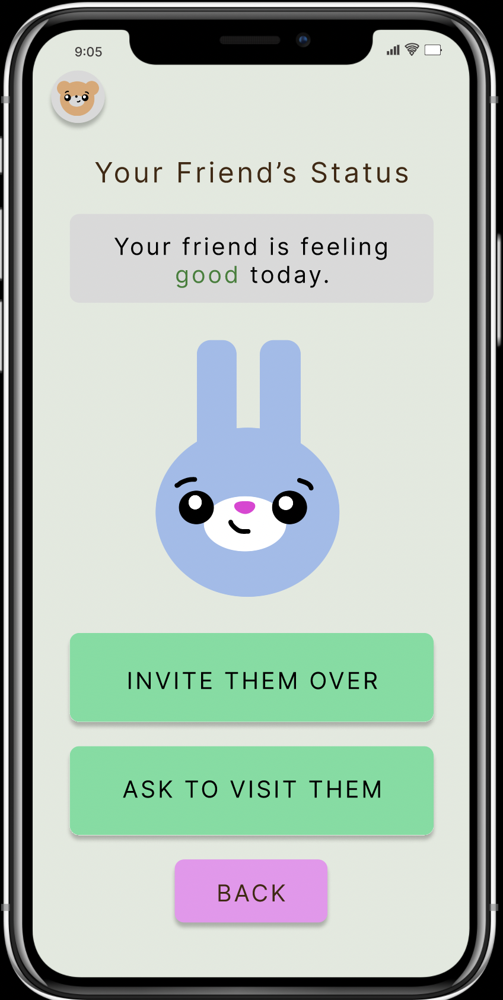 9:05
Your Friend’s Status
Your friend is feeling
good today.
INVITE THEM OVER
ASK TO VISIT THEM
BACK